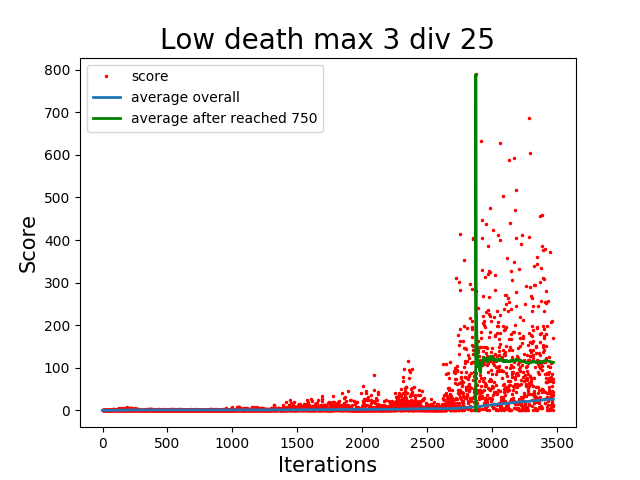 Low death max 3 div 25
score
average overall
average after reached 750
Score
800
700
600
500
400
300
200
100
0
0 500 1000 1500 2000 2500 3000 3500
Iterations